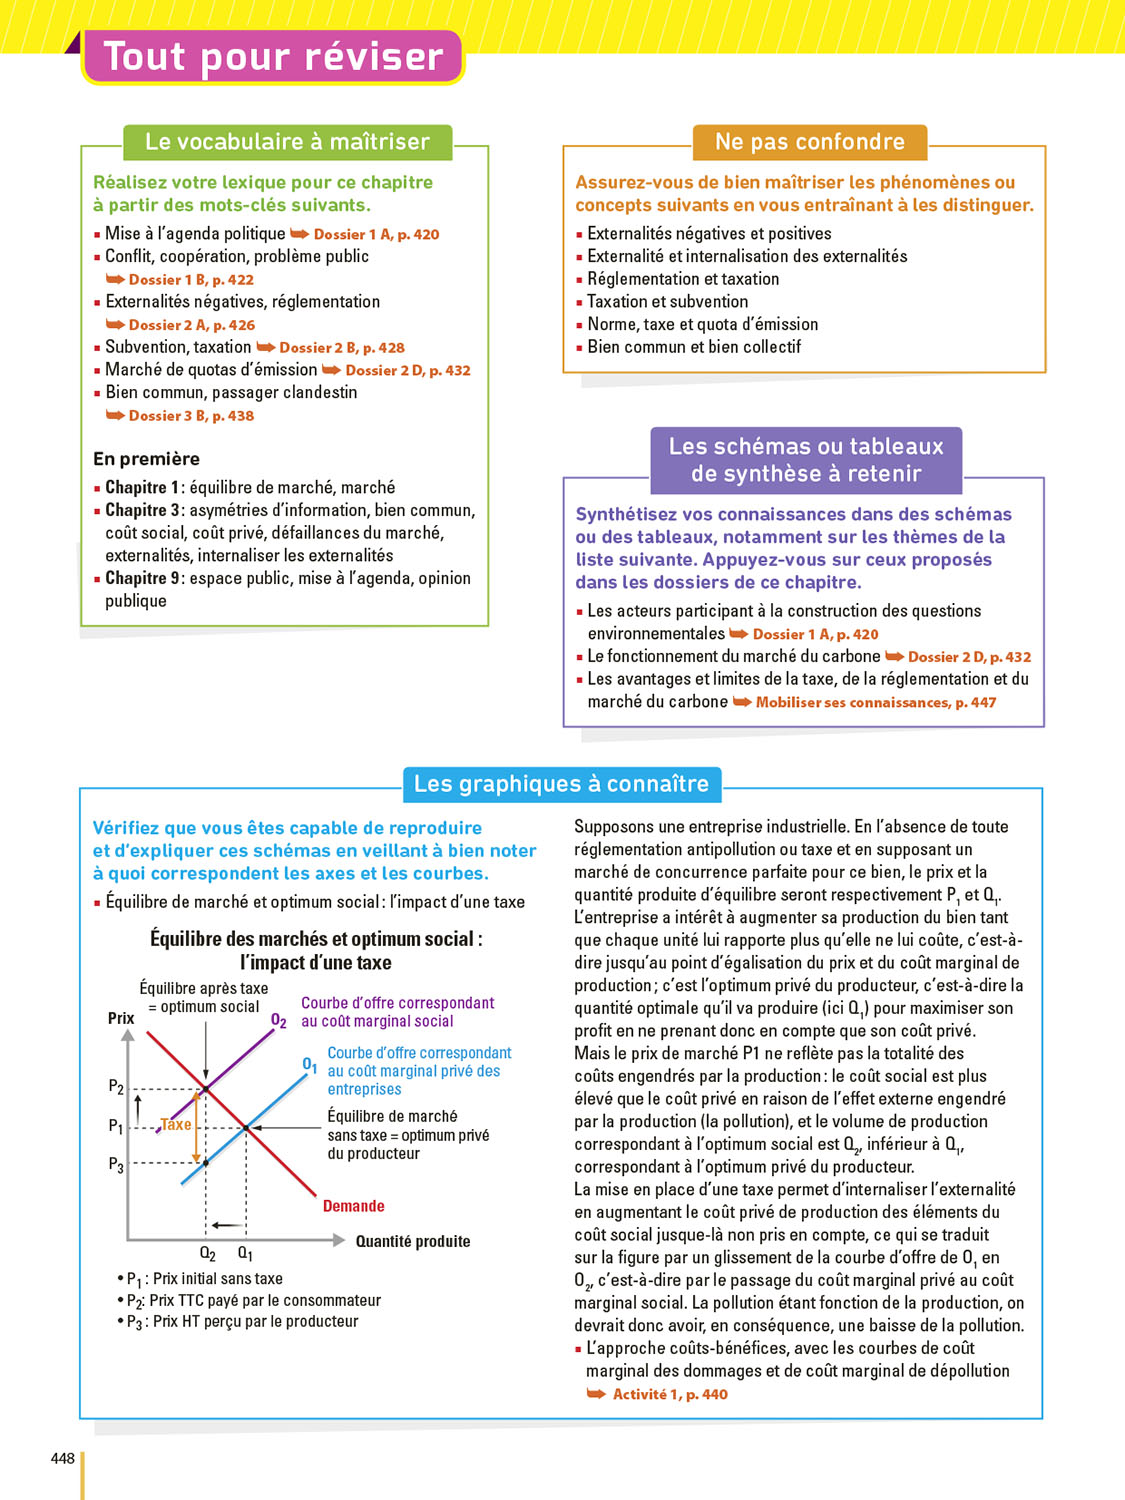 Tout pour réviser
Le vocabulaire à maîtriser
Réalisez votre lexique pour ce chapitre
à partir des mots-clés suivants.
▪ Mise à l'agenda politique ➥ Dossier 1 A, p. 420
▪ Conflit, coopération, problème public
➥ Dossier 1 B, p. 422
▪ Externalités négatives, réglementation
➥ Dossier 2 A, p. 426
▪ Subvention, taxation ➥ Dossier 2 B, p. 428
▪ Marché de quotas d'émission ➥ Dossier 2 D, p. 432
▪ Bien commun, passager clandestin
➥ Dossier 3 B, p. 438
En première
▪ Chapitre 1 : équilibre de marché, marché
▪ Chapitre 3 : asymétries d'information, bien commun,
coût social, coût privé, défaillances du marché,
externalités, internaliser les externalités
▪ Chapitre 9 : espace public, mise à l'agenda, opinion
publique
Ne pas confondre
Assurez-vous de bien maîtriser les phénomènes ou
concepts suivants en vous entraînant à les distinguer.
▪ Externalités négatives et positives
▪ Externalité et internalisation des externalités
▪ Réglementation et taxation
▪ Taxation et subvention
▪ Norme, taxe et quota d'émission
▪ Bien commun et bien collectif
Les schémas ou tableaux
de synthèse à retenir
Synthétisez vos connaissances dans des schémas
ou des tableaux, notamment sur les thèmes de la
liste suivante. Appuyez-vous sur ceux proposés
dans les dossiers de ce chapitre.
▪ Les acteurs participant à la construction des questions
environnementales ➥ Dossier 1 A, p. 420
▪ Le fonctionnement du marché du carbone ➥ Dossier 2 D, p. 432
▪ Les avantages et limites de la taxe, de la réglementation et du
marché du carbone ➥ Mobiliser ses connaissances, p. 447
Les graphiques à connaître
Vérifiez que vous êtes capable de reproduire
et d'expliquer ces schémas en veillant à bien noter
à quoi correspondent les axes et les courbes.
▪ Équilibre de marché et optimum social : l'impact d'une taxe
Équilibre des marchés et optimum social :
l'impact d'une taxe
Équilibre après taxe
= optimum social
Prix
O2
Courbe d'offre correspondant
au coût marginal social
O1
Courbe d'offre correspondant
au coût marginal privé des
entreprises
P2
P1
P3
Taxe
Équilibre de marché
sans taxe = optimum privé
du producteur
Demande
Quantité produite
Q2 Q1
• P1 : Prix initial sans taxe
• P2: Prix TTC payé par le consommateur
• P3 : Prix HT perçu par le producteur
Supposons une entreprise industrielle. En l'absence de toute
réglementation antipollution ou taxe et en supposant un
marché de concurrence parfaite pour ce bien, le prix et la
quantité produite d'équilibre seront respectivement P1 et Q1.
L'entreprise a intérêt à augmenter sa production du bien tant
que chaque unité lui rapporte plus qu'elle ne lui coûte, c'est-à-
dire jusqu'au point d'égalisation du prix et du coût marginal de
production ; c'est l'optimum privé du producteur, c'est-à-dire la
quantité optimale qu'il va produire (ici Q1) pour maximiser son
profit en ne prenant donc en compte que son coût privé.
Mais le prix de marché P1 ne reflète pas la totalité des
coûts engendrés par la production : le coût social est plus
élevé que le coût privé en raison de l'effet externe engendré
par la production (la pollution), et le volume de production
correspondant à l'optimum social est Q2, inférieur à Q1,
correspondant à l'optimum privé du producteur.
La mise en place d'une taxe permet d'internaliser l'externalité
en augmentant le coût privé de production des éléments du
coût social jusque-là non pris en compte, ce qui se traduit
sur la figure par un glissement de la courbe d'offre de O1 en
O2, c'est-à-dire par le passage du coût marginal privé au coût
marginal social. La pollution étant fonction de la production, on
devrait donc avoir, en conséquence, une baisse de la pollution.
▪ L'approche coûts-bénéfices, avec les courbes de coût
marginal des dommages et de coût marginal de dépollution
➥ Activité 1, p. 440
448